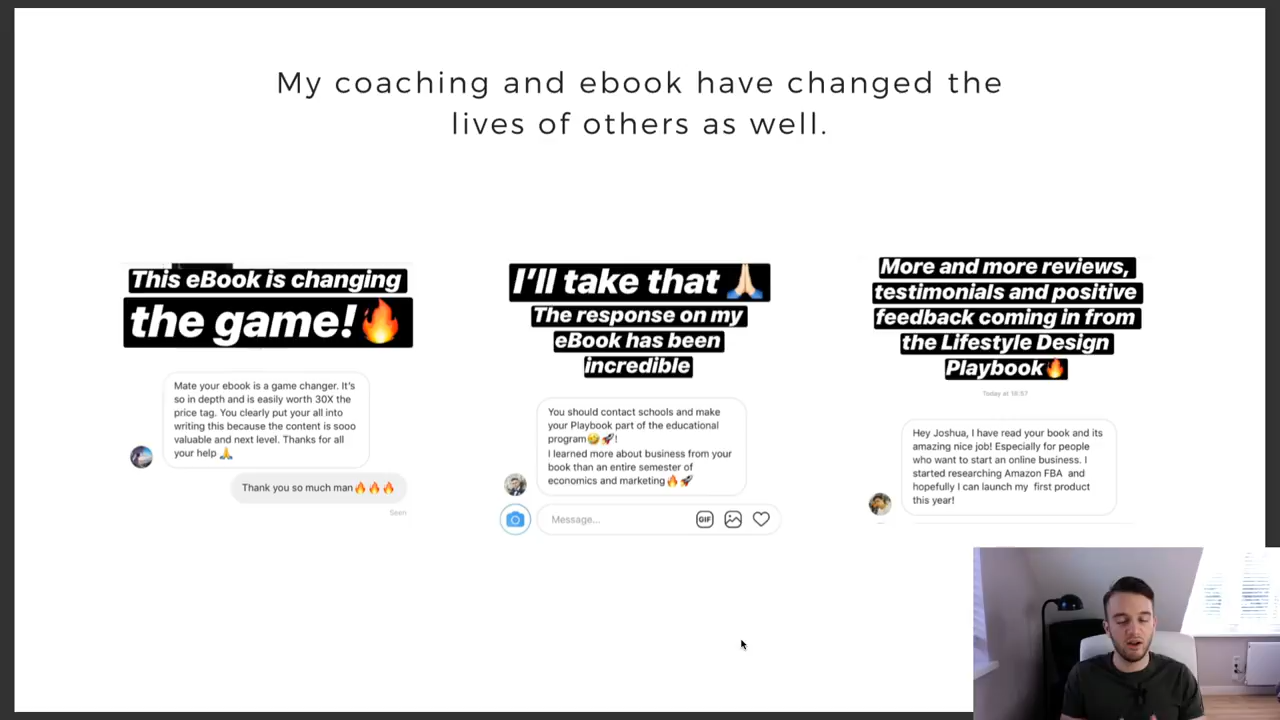 My coaching and ebook have changed the
lives of others as well.
This eBook is changing
the game!🔥
Mate your ebook is a game changer. It's
so in depth and is easily worth 30X the
price tag. You clearly put your all into
writing this because the content is sooo
valuable and next level. Thanks for all
your help 🙏
Thank you so much man🔥🔥🔥
Seen
I'll take that 🙏🏻
The response on my
eBook has been
incredible
You should contact schools and make
your Playbook part of the educational
program🤣🚀!
I learned more about business from your
book than an entire semester of
economics and marketing🔥🚀
Message...
GIF
More and more reviews,
testimonials and positive
feedback coming in from
the Lifestyle Design
Playbook🔥
Today at 18:57
Hey Joshua, I have read your book and its
amazing nice job! Especially for people
who want to start an online business. I
started researching Amazon FBA and
hopefully I can launch my first product
this year!